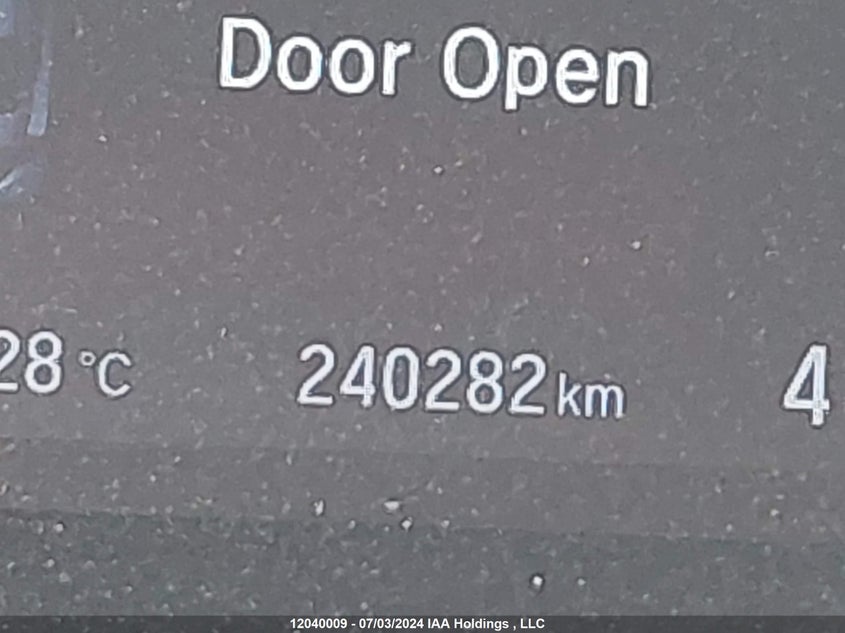 Door Open
28 °C 240282 km 4
12040009 - 07/03/2024 IAA Holdings , LLC